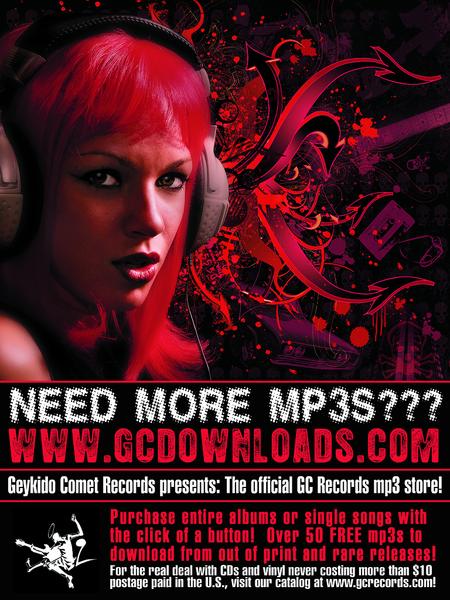 NEED MORE MP3S???
WWW.GCDOWNLOADS.COM
Geykido Comet Records presents: The official GC Records mp3 store!
Purchase entire albums or single songs with
the click of a button! Over 50 FREE mp3s to
download from out of print and rare releases!
For the real deal with CDs and vinyl never costing more than $10
postage paid in the U.S., visit our catalog at www.gcrecords.com!